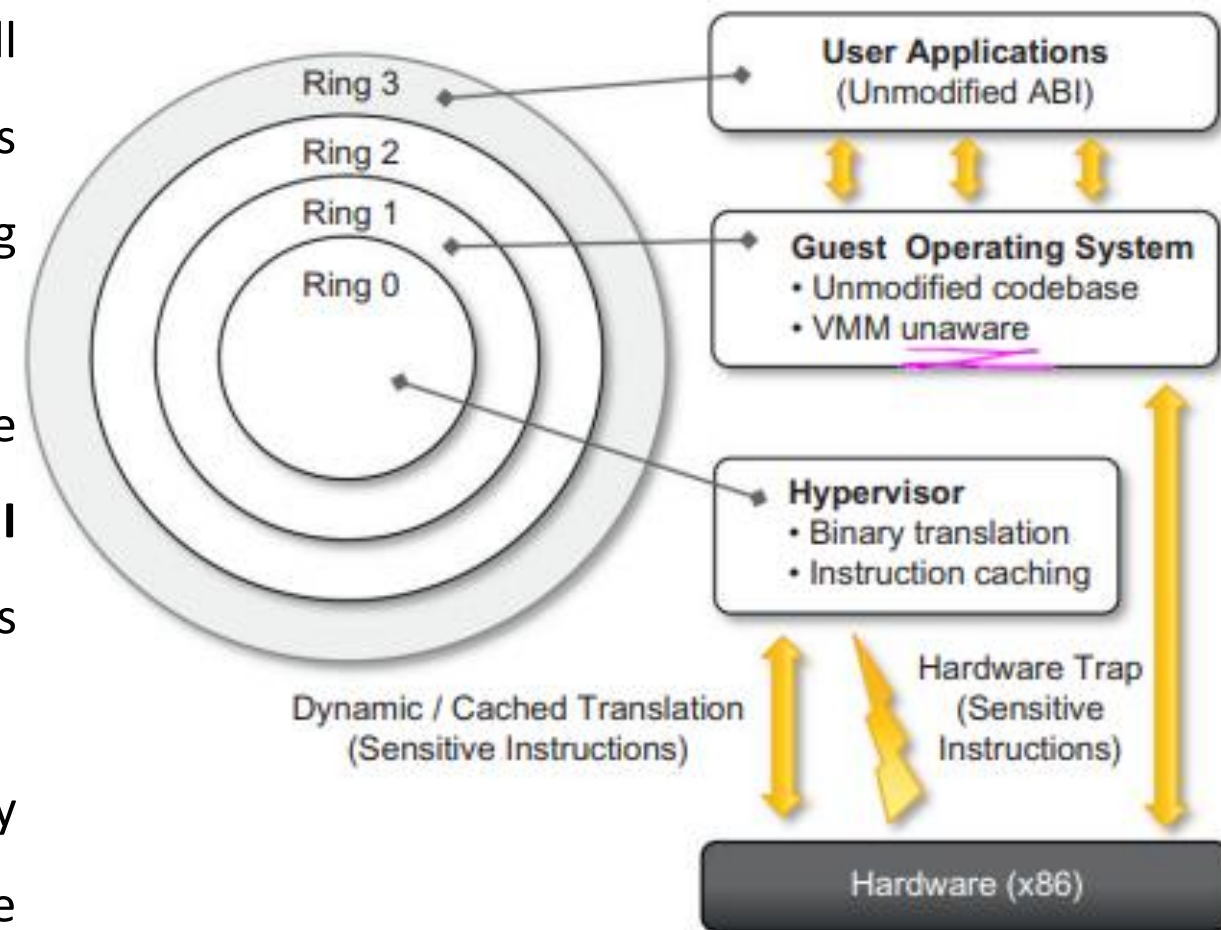 ll
s
g
e
l
s
y
e
Ring 3
Ring 2
Ring 1
Ring 0
User Applications
(Unmodified ABI)
Guest Operating System
• Unmodified codebase
• VMM unaware
Hypervisor
• Binary translation
• Instruction caching
Dynamic / Cached Translation
(Sensitive Instructions)
Hardware Trap
(Sensitive
Instructions)
Hardware (x86)